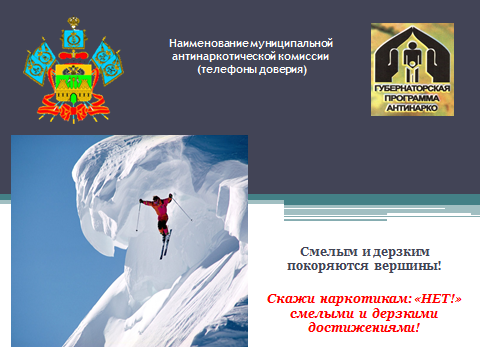 Наименование муниципальной
антинаркотической комиссии
(телефоны доверия)
ГУБЕРНАТОРСКАЯ
ПРОГРАММА
АНТИНАРКО
Смелым и дерзким
покоряются вершины!
Скажи наркотикам: «НЕТ!»
смелыми и дерзкими
достижениями!